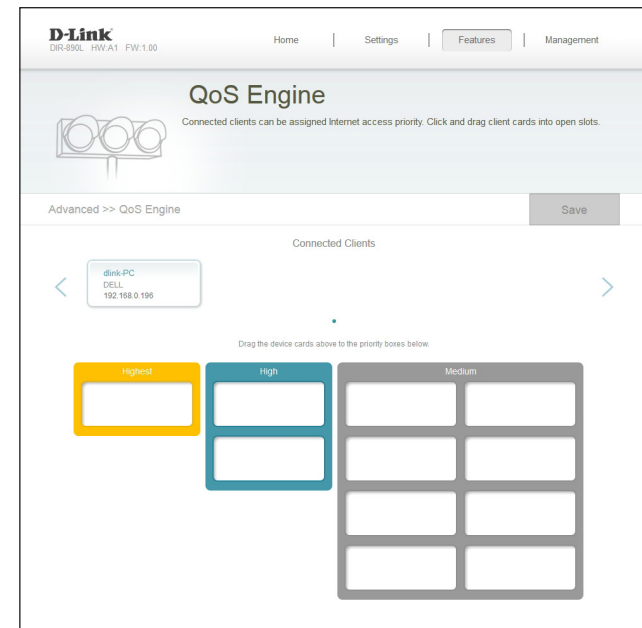 D-Link
DIR-890L HW:A1 FW:1.00
Home | Settings | Features | Management
QoS Engine
Connected clients can be assigned Internet access priority. Click and drag client cards into open slots.
Advanced >> QoS Engine
Save
Connected Clients
dink-PC
DELL
192.168.0.196
Drag the device cards above to the priority boxes below.
Highest
High
Medium